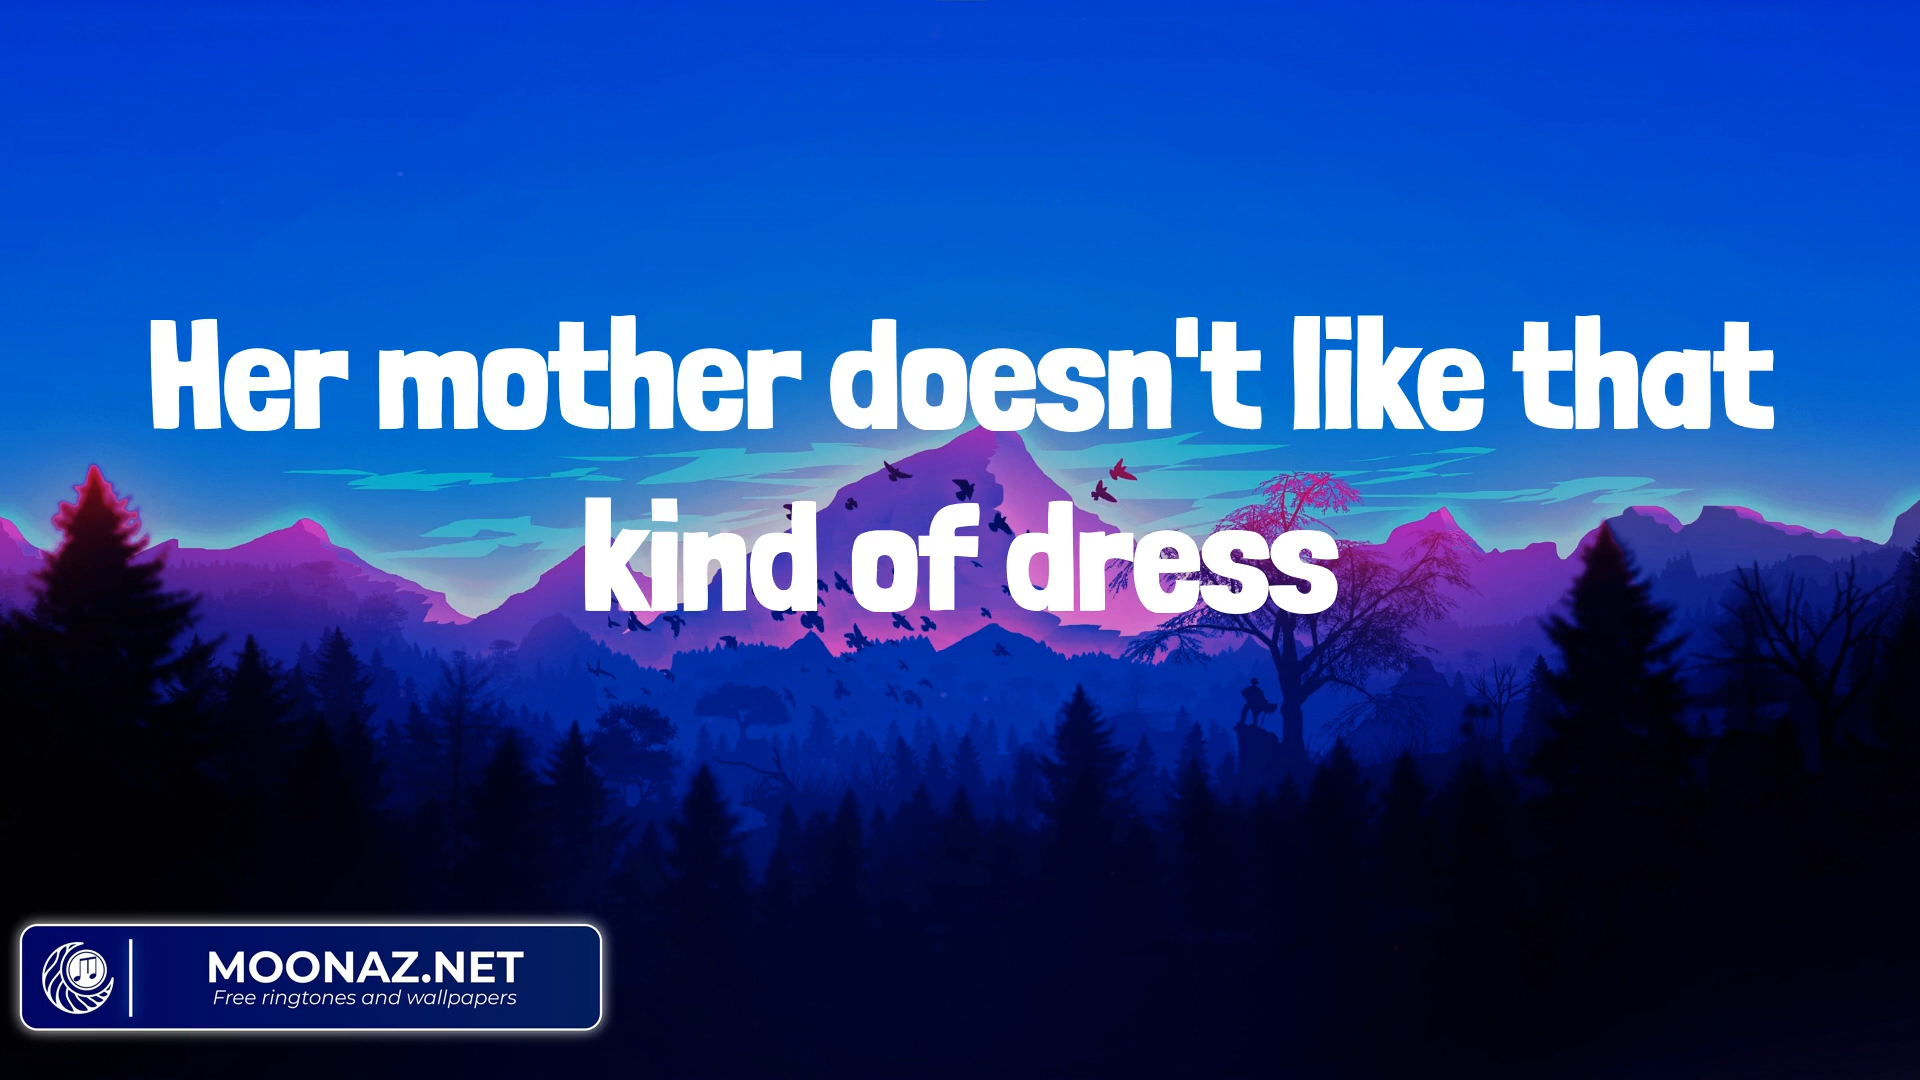 Her mother doesn't like that
kind of dress
MOONAZ.NET
Free ringtones and wallpapers